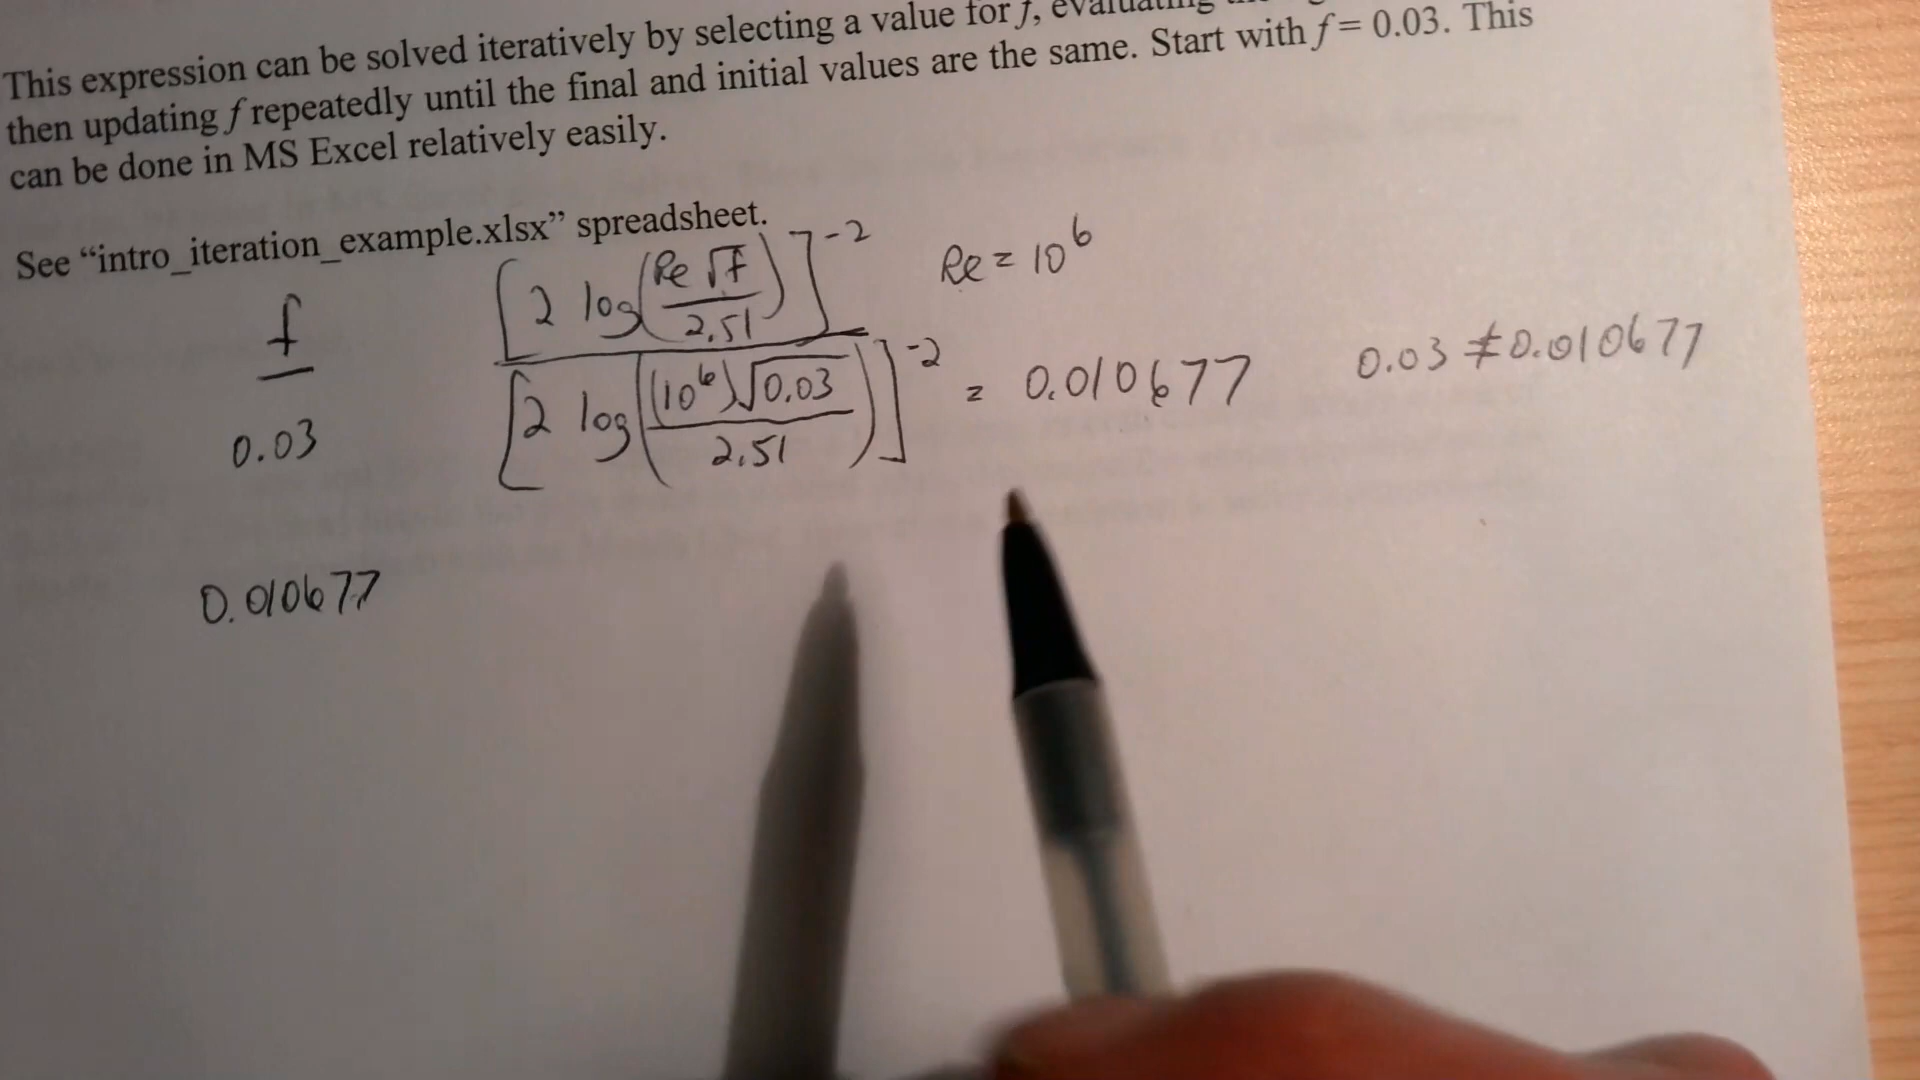 This expression can be solved iteratively by selecting a value for f,
then updating f repeatedly until the final and initial values are the same. Start with f = 0.03. This
can be done in MS Excel relatively easily.
See “intro_iteration_example.xlsx” spreadsheet.
f [2 log(Re √f / 2.51)]^-2 Re = 10^6
0.03 [2 log((10^6)√0.03 / 2.51)]^-2 = 0.010677 0.03 ≠ 0.010677
0.010677